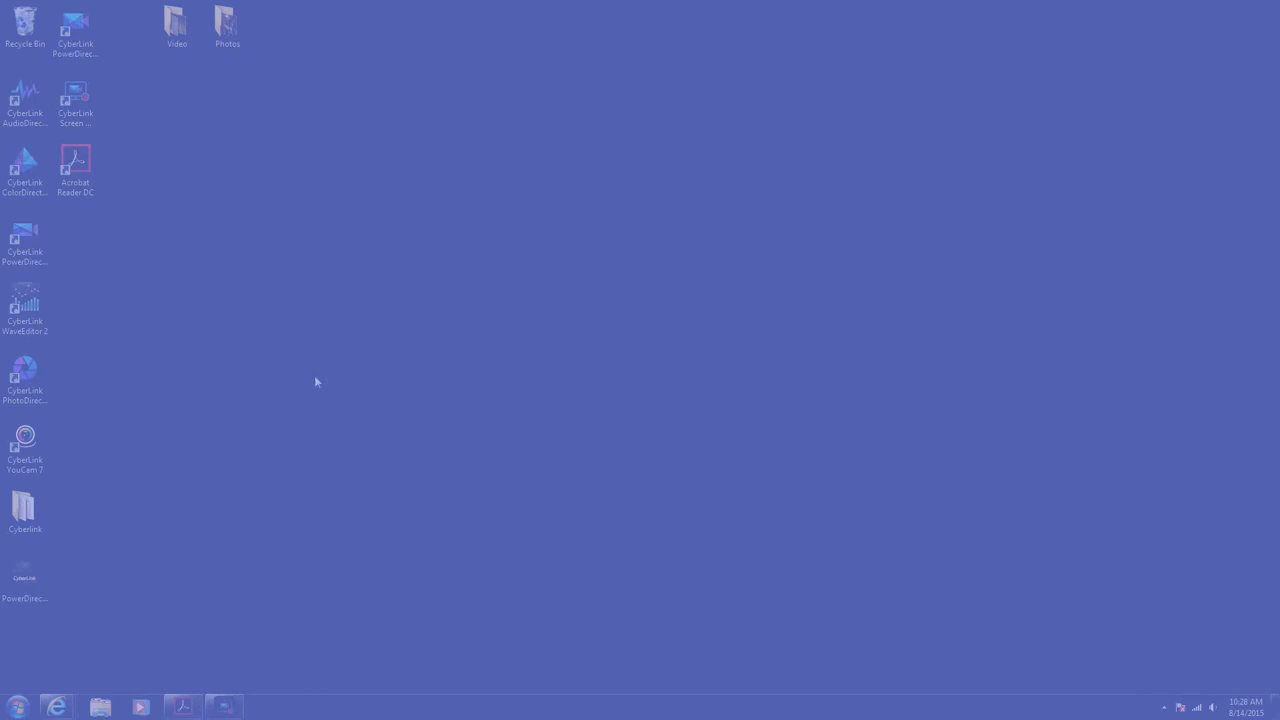 Recycle Bin
CyberLink
PowerDirec...
Video
Photos
CyberLink
AudioDirec...
CyberLink
Screen ...
CyberLink
ColorDirect...
Acrobat
Reader DC
CyberLink
PowerDirec...
CyberLink
WaveEditor 2
CyberLink
PhotoDirec...
CyberLink
YouCam 7
Cyberlink
CyberLink
PowerDirec...
10:28 AM
8/14/2015